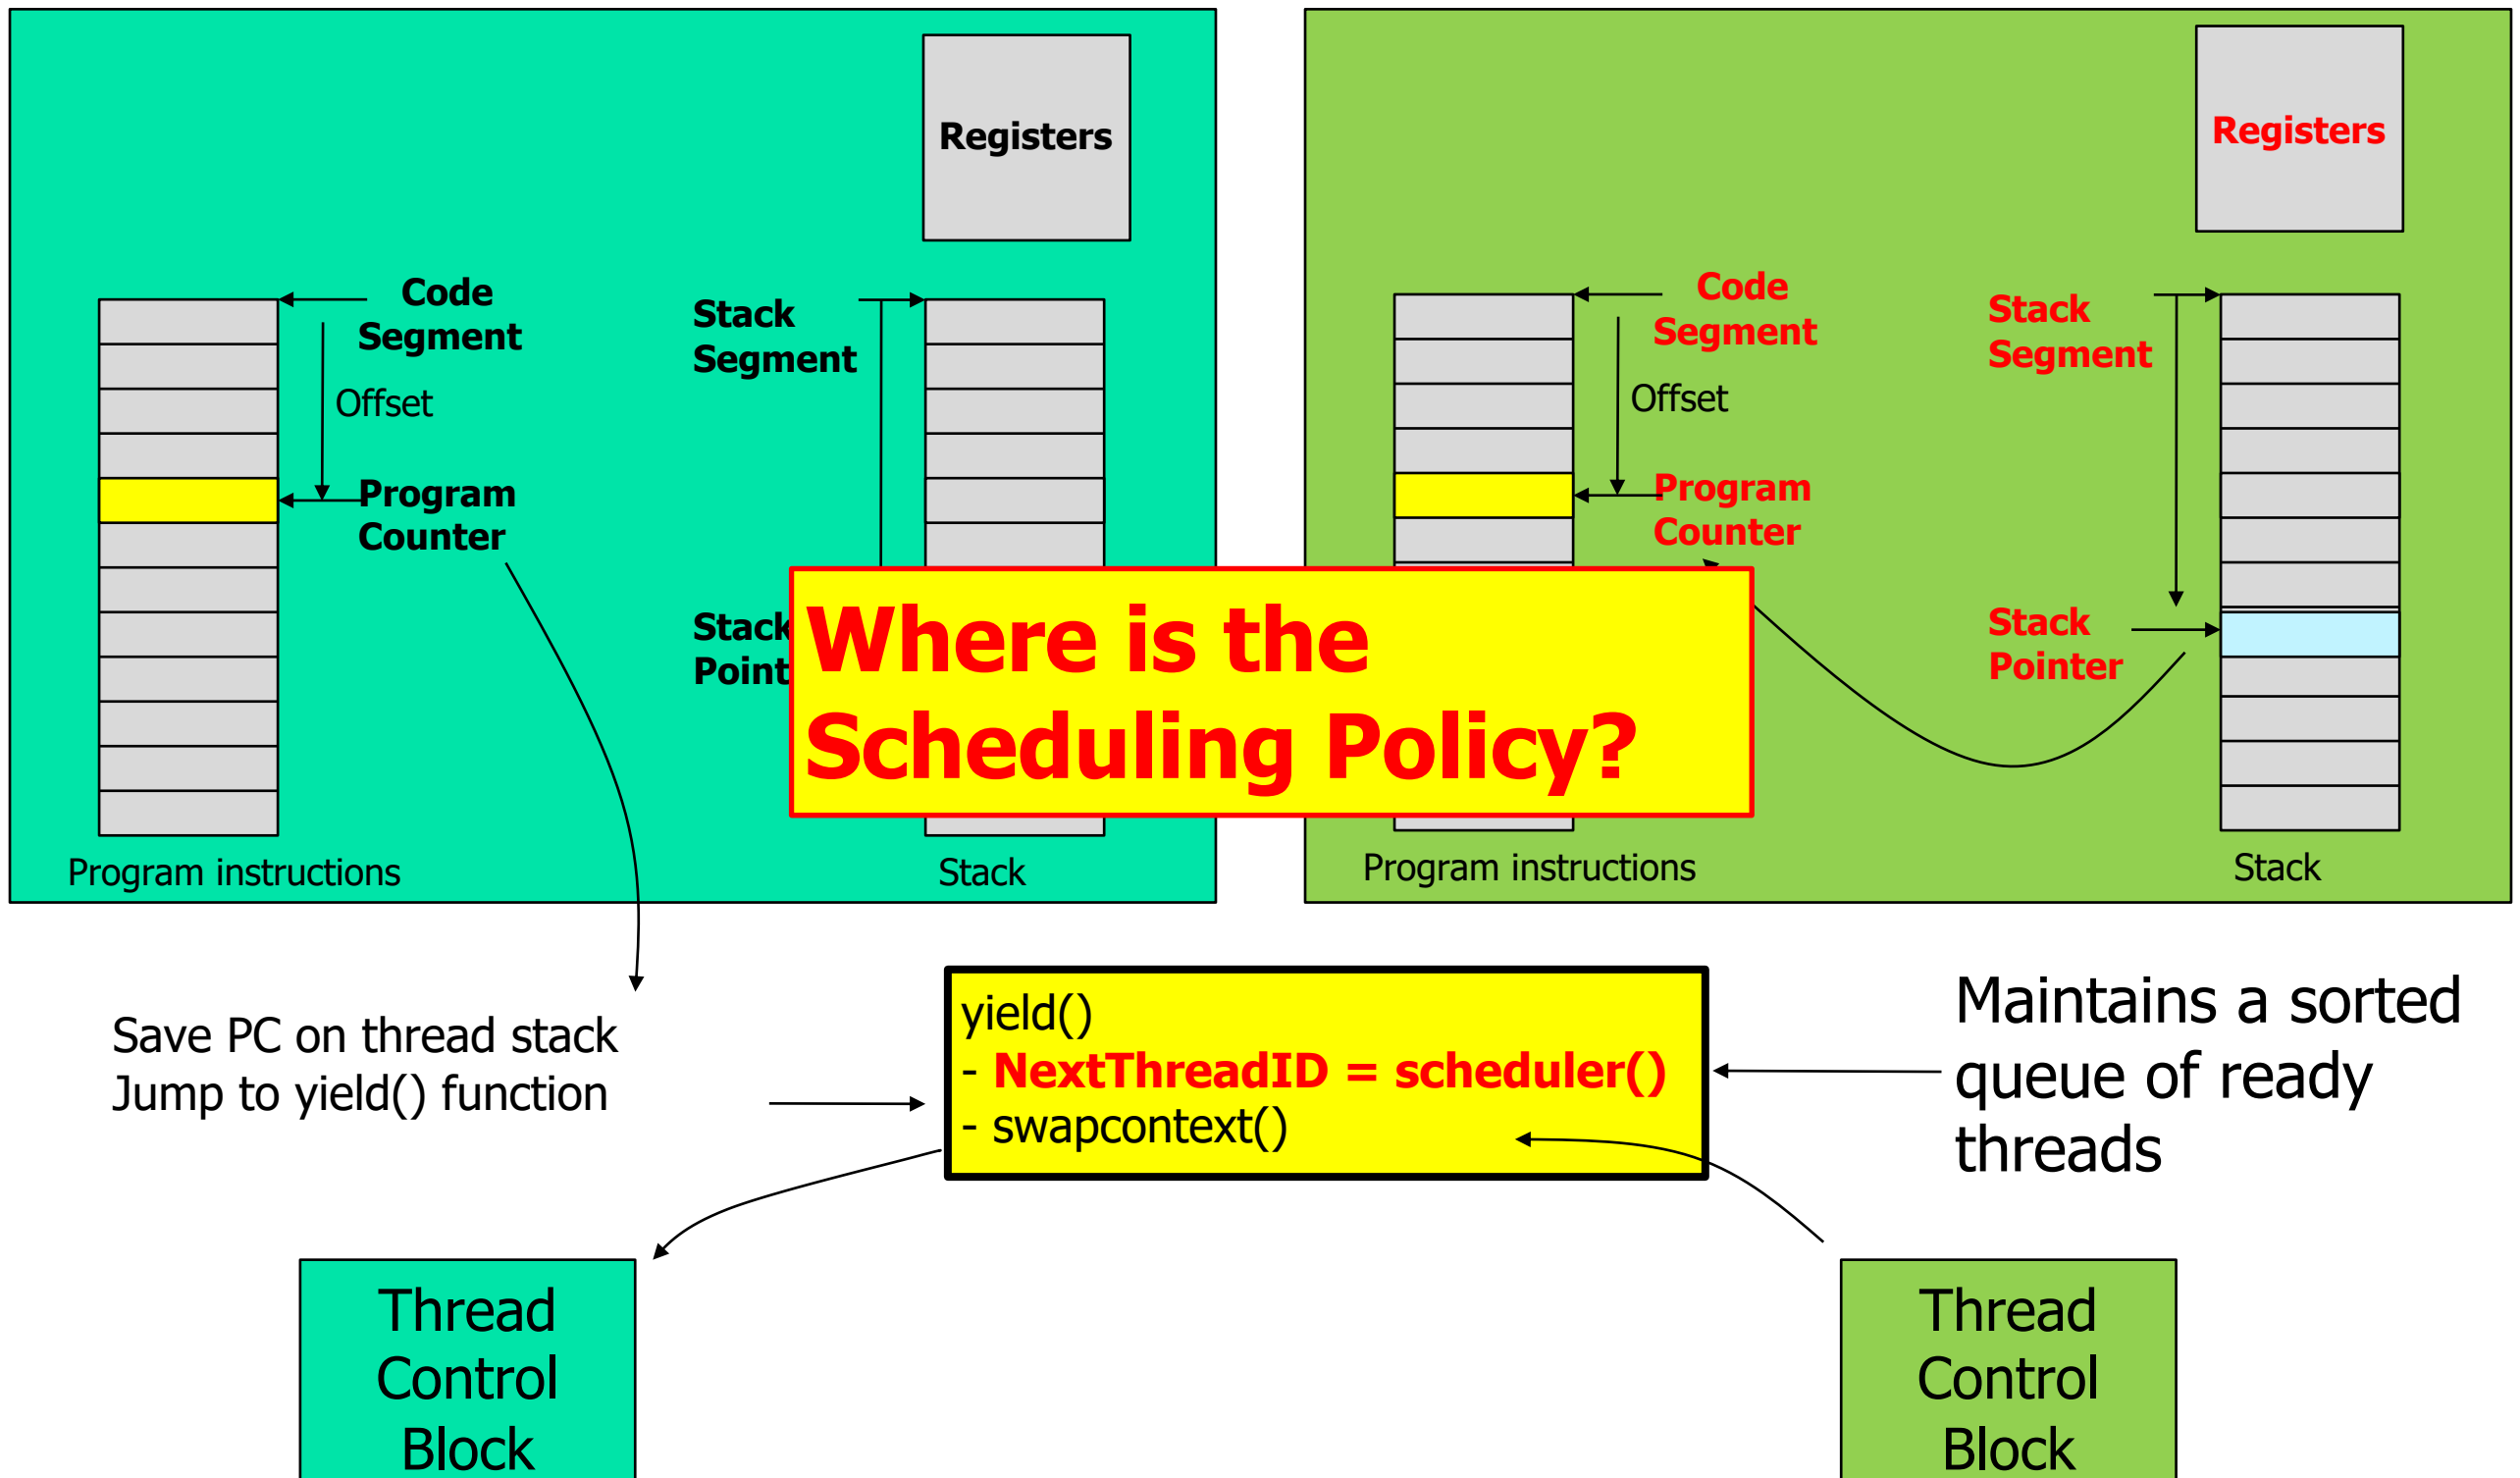 Registers
Code
Segment
Offset
Program
Counter
Stack
Segment
Stack
Point
Program instructions
Stack
Registers
Code
Segment
Offset
Program
Counter
Stack
Segment
Stack
Pointer
Program instructions
Stack
Where is the
Scheduling Policy?
Save PC on thread stack
Jump to yield() function
yield()
- NextThreadID = scheduler()
- swapcontext()
Maintains a sorted
queue of ready
threads
Thread
Control
Block
Thread
Control
Block